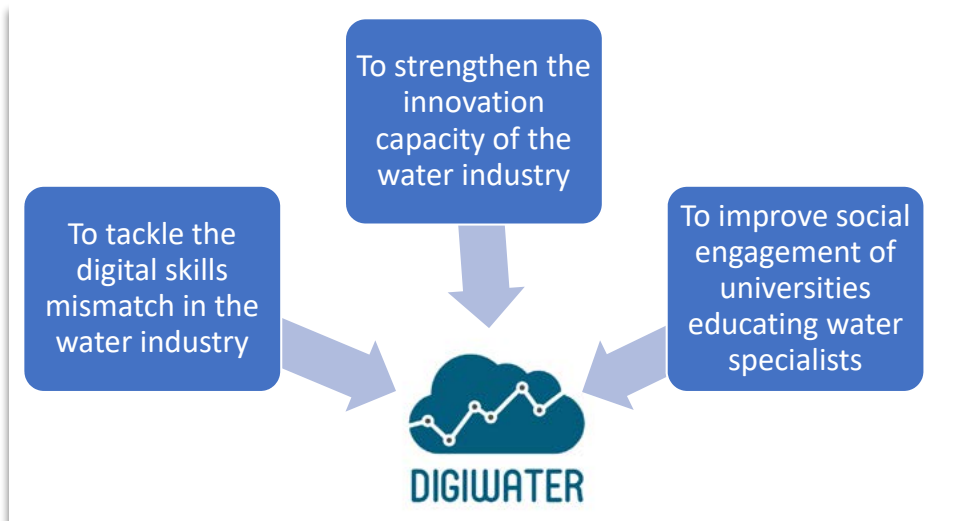 To strengthen the
innovation
capacity of the
water industry
To tackle the
digital skills
mismatch in the
water industry
To improve social
engagement of
universities
educating water
specialists
DIGIWATER